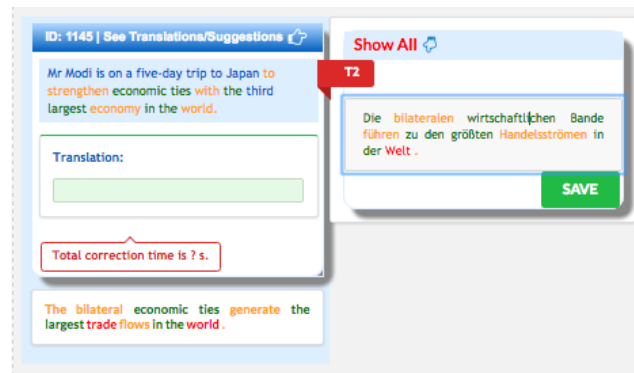 ID: 1145 | See Translations/Suggestions
Mr Modi is on a five-day trip to Japan to
strengthen economic ties with the third
largest economy in the world.
Translation:
Total correction time is ? s.
The bilateral economic ties generate the
largest trade flows in the world .
Show All
T2
Die bilateralen wirtschaftlichen Bande
führen zu den größten Handelsströmen in
der Welt .
SAVE